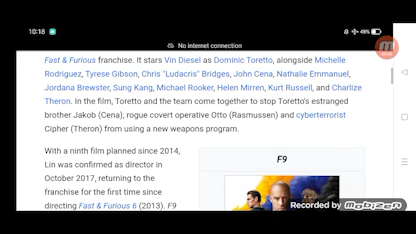 10:18
48%
No internet connection
Fast & Furious franchise. It stars Vin Diesel as Dominic Toretto, alongside Michelle
Rodriguez, Tyrese Gibson, Chris "Ludacris" Bridges, John Cena, Nathalie Emmanuel,
Jordana Brewster, Sung Kang, Michael Rooker, Helen Mirren, Kurt Russell, and Charlize
Theron. In the film, Toretto and the team come together to stop Toretto's estranged
brother Jakob (Cena), rogue covert operative Otto (Rasmussen) and cyberterrorist
Cipher (Theron) from using a new weapons program.
With a ninth film planned since 2014,
Lin was confirmed as director in
October 2017, returning to the
franchise for the first time since
directing Fast & Furious 6 (2013). F9
F9
Recorded by
MOBIZEN